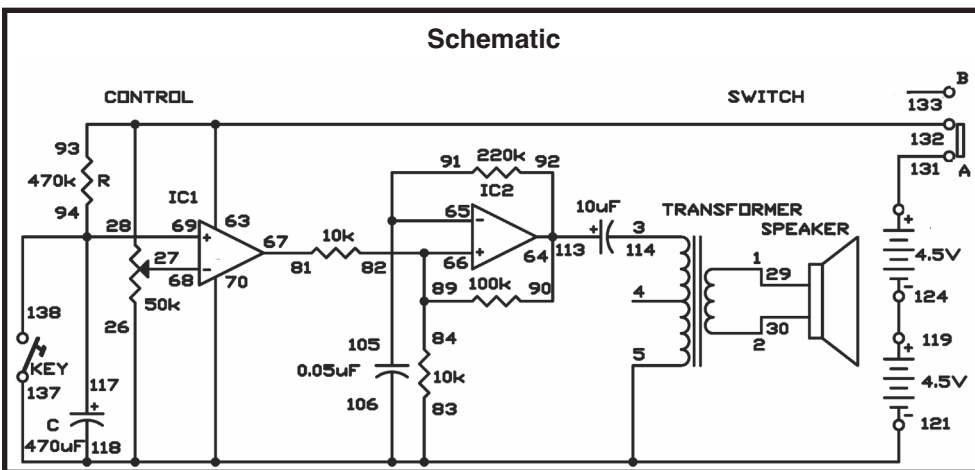 Schematic
CONTROL SWITCH B
133
93 132
470k R 91 220k 92 131 A
94 IC1 IC2
28 63 65 - 10uF TRANSFORMER
69 + 67 3 SPEAKER +
27 10k + 1 29 4.5V
68 - 81 82 66 64 113 114 -
70 89 100k 90 4 124
50k
138 26 84 30 119
KEY 105 5 2 +
137 117 0.05uF 10k 4.5V
C + 106 83 -
470uF 118 121